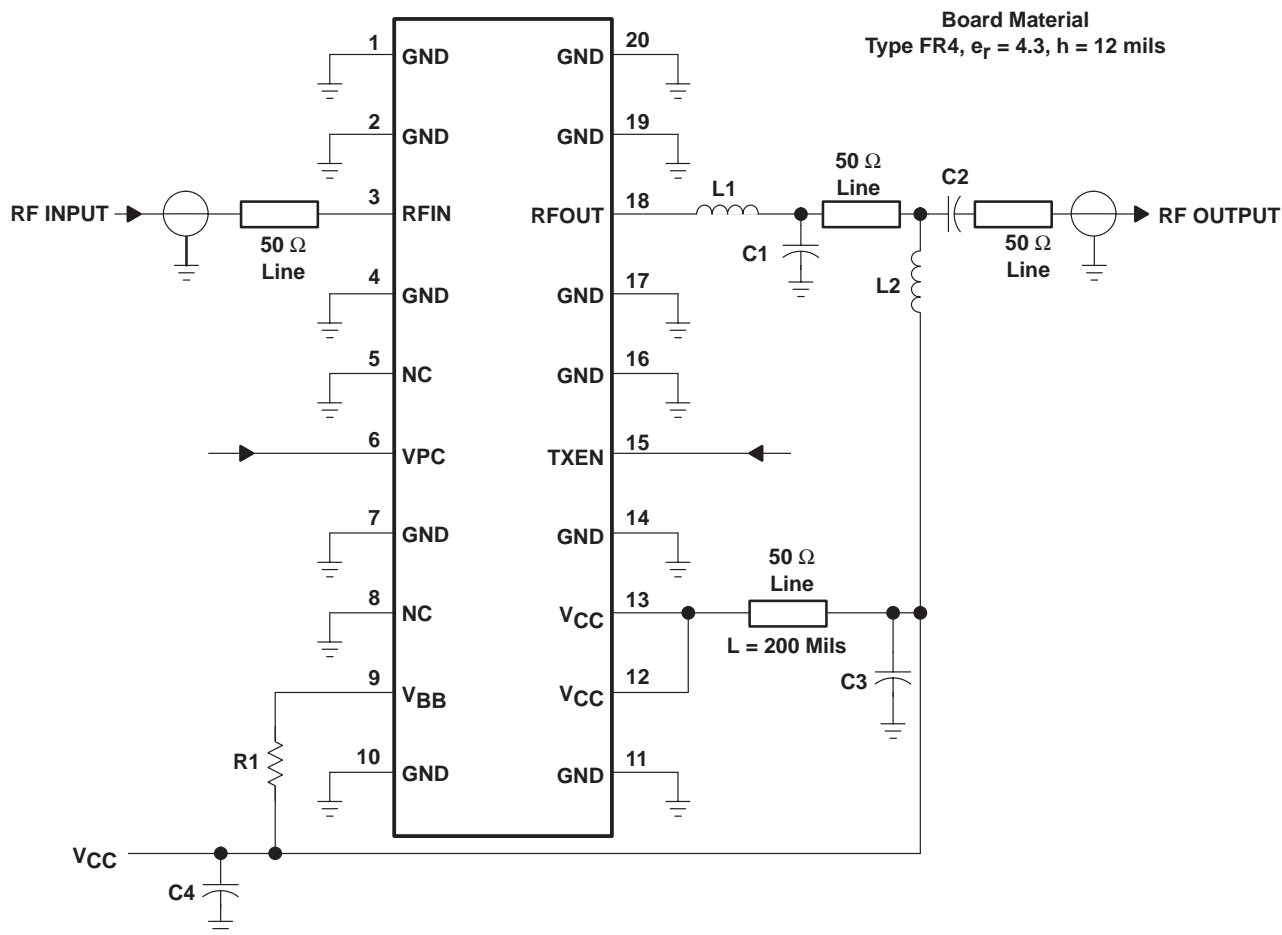 Board Material
Type FR4, er = 4.3, h = 12 mils
1
GND
GND
20
2
GND
GND
19
RF INPUT
50 Ω
Line
3
RFIN
RFOUT
18
L1
C1
50 Ω
Line
C2
50 Ω
Line
RF OUTPUT
L2
4
GND
GND
17
5
NC
GND
16
6
VPC
TXEN
15
7
GND
GND
14
8
NC
VCC
13
50 Ω
Line
L = 200 Mils
9
VBB
VCC
12
C3
R1
10
GND
GND
11
VCC
C4